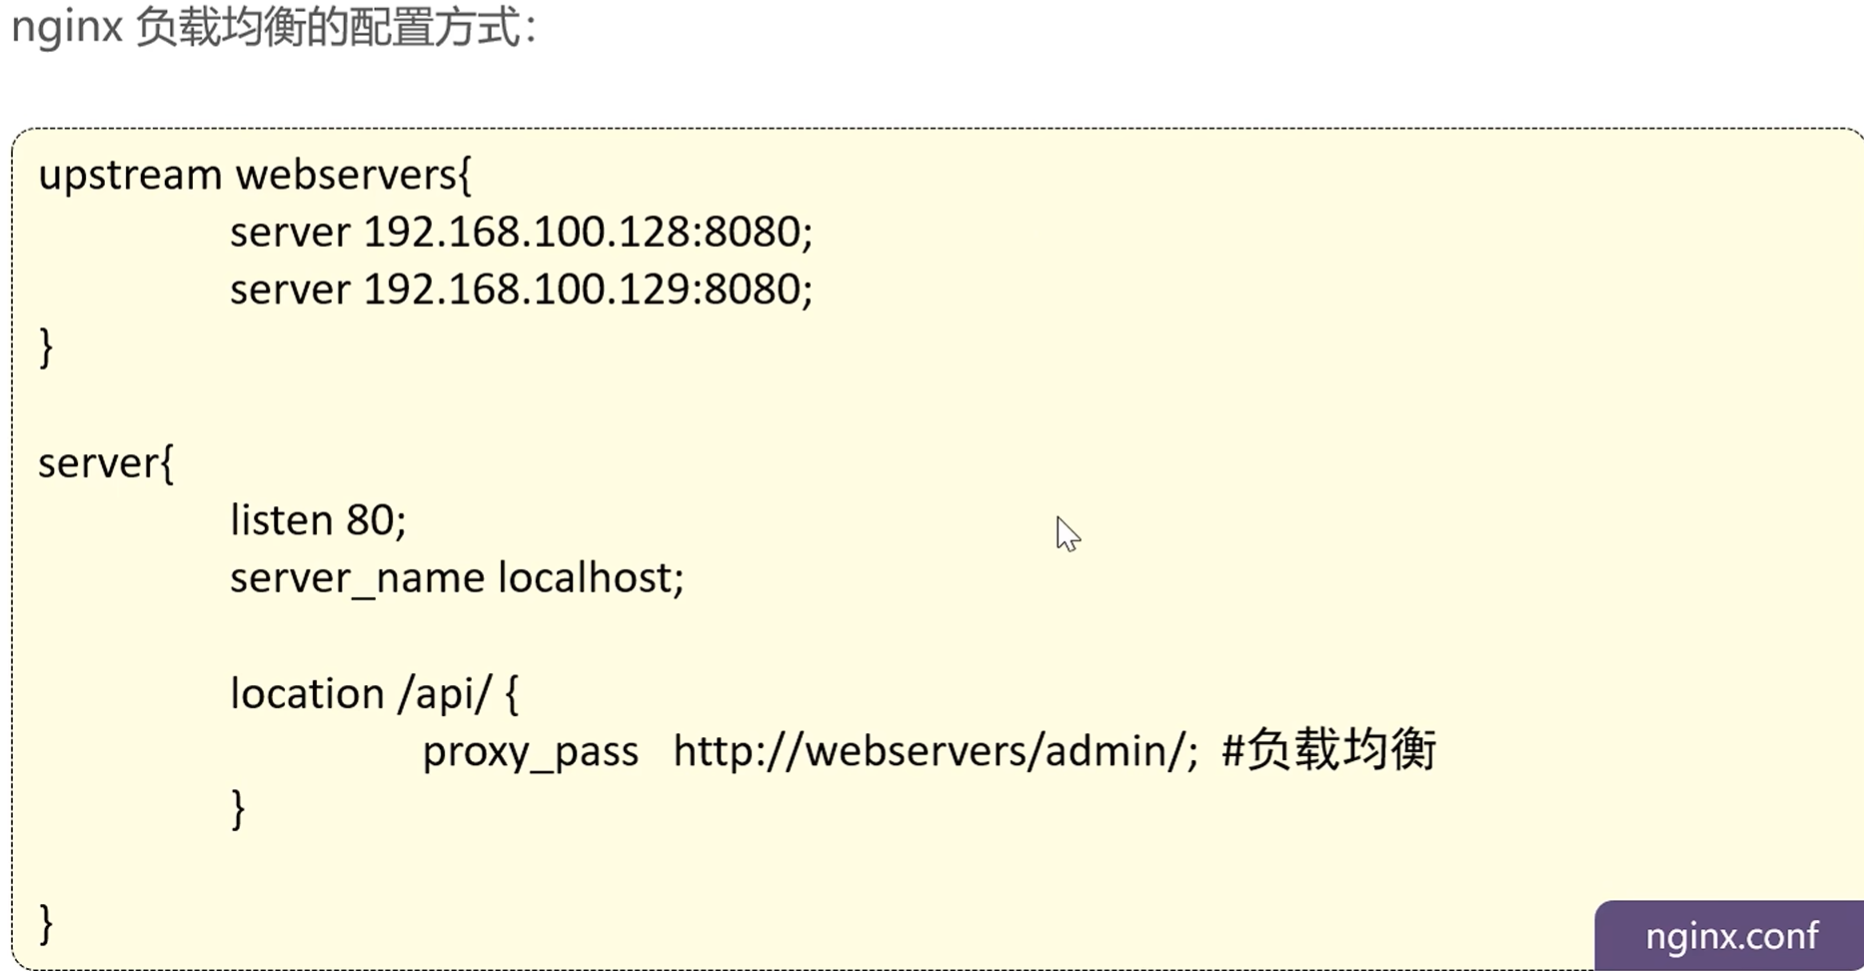 nginx 负载均衡的配置方式：
upstream webservers{
server 192.168.100.128:8080;
server 192.168.100.129:8080;
}
server{
listen 80;
server_name localhost;
location /api/ {
proxy_pass http://webservers/admin/; #负载均衡
}
}
nginx.conf